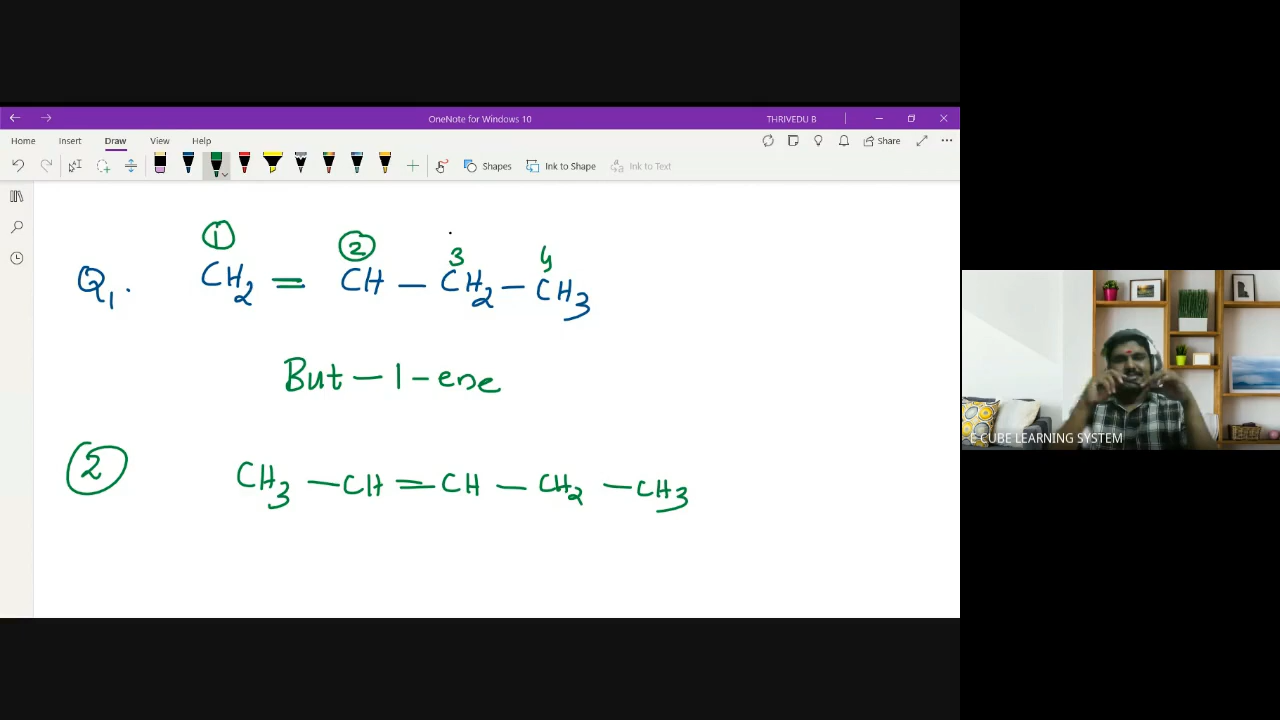 OneNote for Windows 10
THRIVEDU B
Home Insert Draw View Help
Share
Shapes
Ink to Shape
Ink to Text
① ② 3 4
Q1. CH2 = CH — CH2 — CH3
But — 1 — ene
② CH3 — CH = CH — CH2 — CH3
E CUBE LEARNING SYSTEM